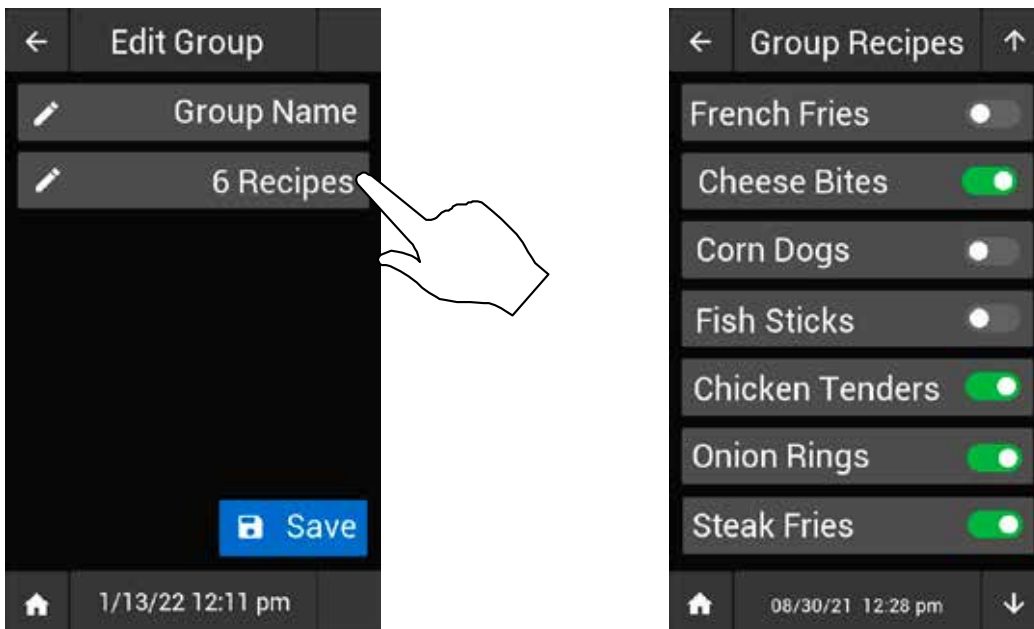 Edit Group
Group Name
6 Recipes
Save
1/13/22 12:11 pm
Group Recipes
French Fries
Cheese Bites
Corn Dogs
Fish Sticks
Chicken Tenders
Onion Rings
Steak Fries
08/30/21 12:28 pm